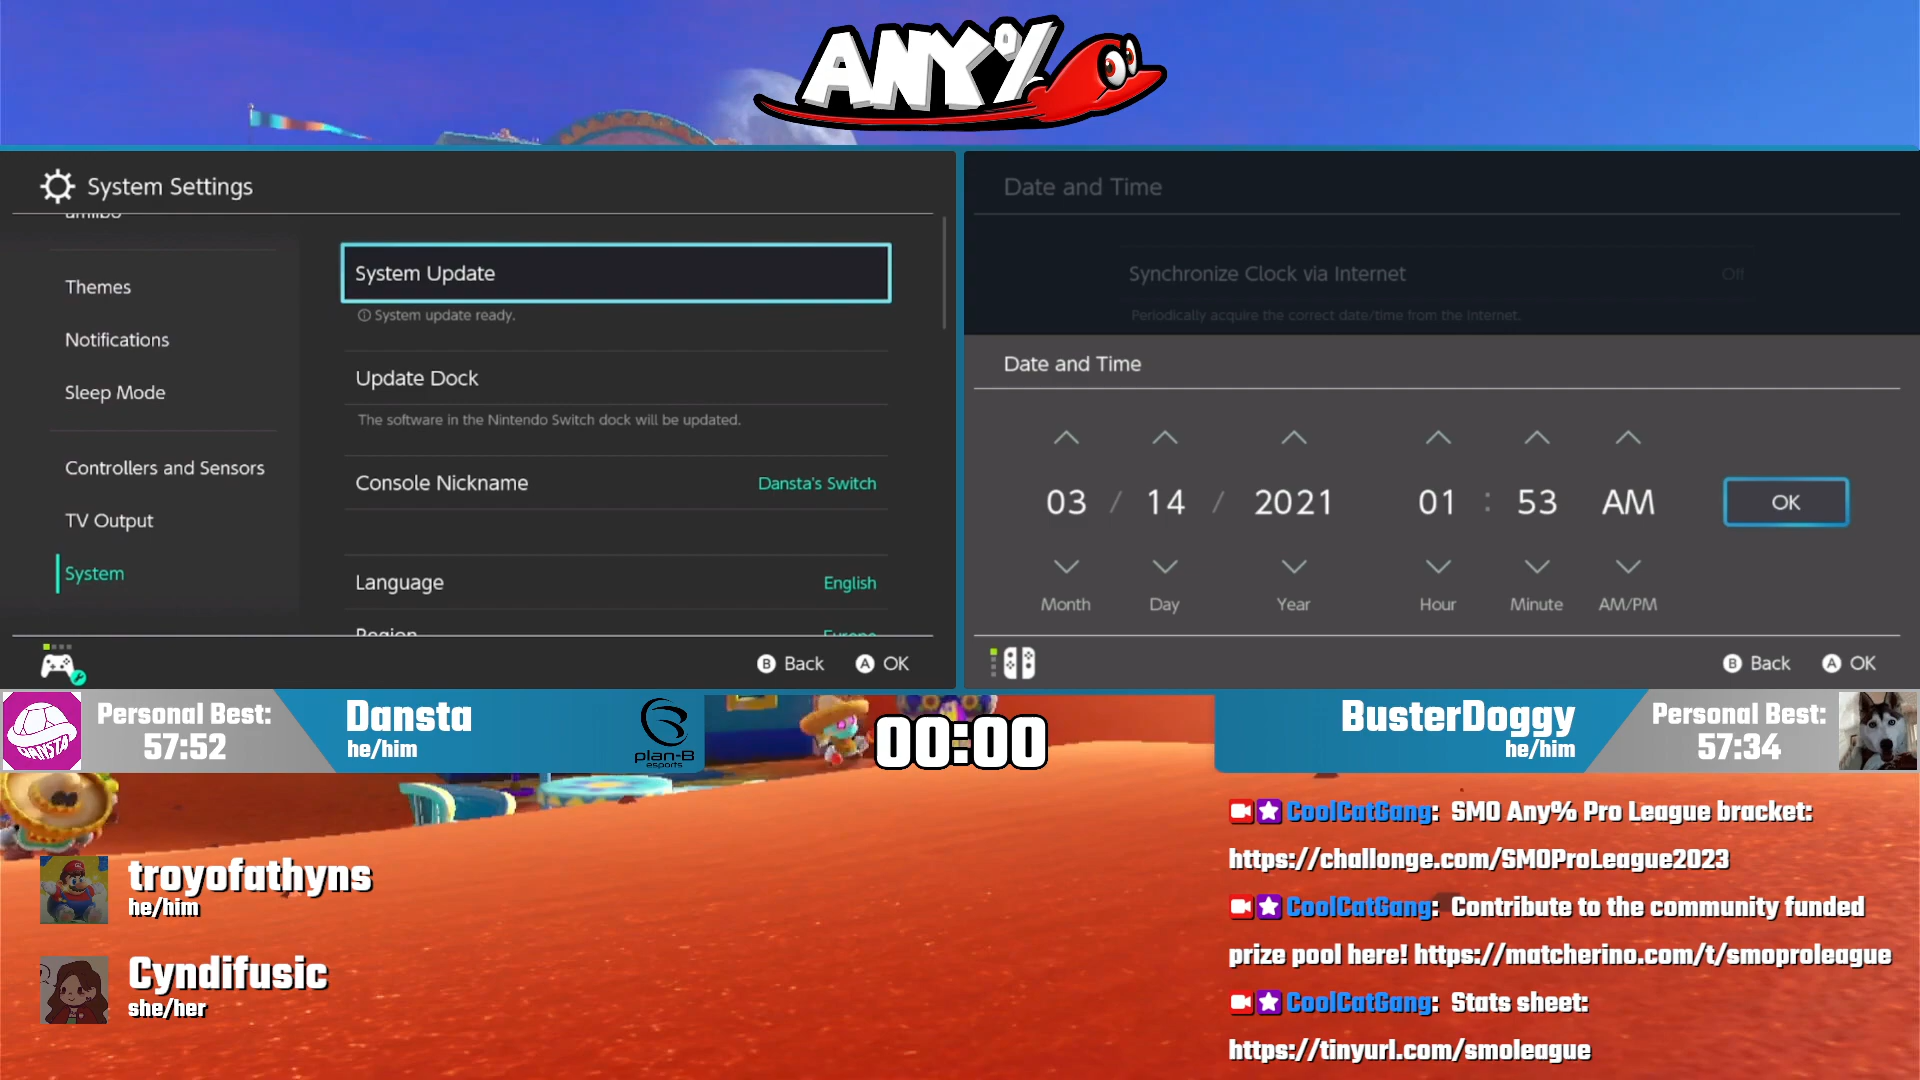 ANY%
System Settings
amiibo
Themes
Notifications
Sleep Mode
Controllers and Sensors
TV Output
System
System Update
System update ready.
Update Dock
The software in the Nintendo Switch dock will be updated.
Console Nickname Dansta's Switch
Language English
Region Europe
B Back A OK
Date and Time
Synchronize Clock via Internet Off
Periodically acquire the correct date/time from the Internet.
Date and Time
03 / 14 / 2021 01 : 53 AM OK
Month Day Year Hour Minute AM/PM
B Back A OK
DANSTA
Personal Best:
57:52
Dansta
he/him
plan-B
esports
00:00
BusterDoggy
he/him
Personal Best:
57:34
troyofathyns
he/him
Cyndifusic
she/her
CoolCatGang: SMO Any% Pro League bracket:
https://challonge.com/SMOProLeague2023
CoolCatGang: Contribute to the community funded
prize pool here! https://matcherino.com/t/smoproleague
CoolCatGang: Stats sheet:
https://tinyurl.com/smoleague